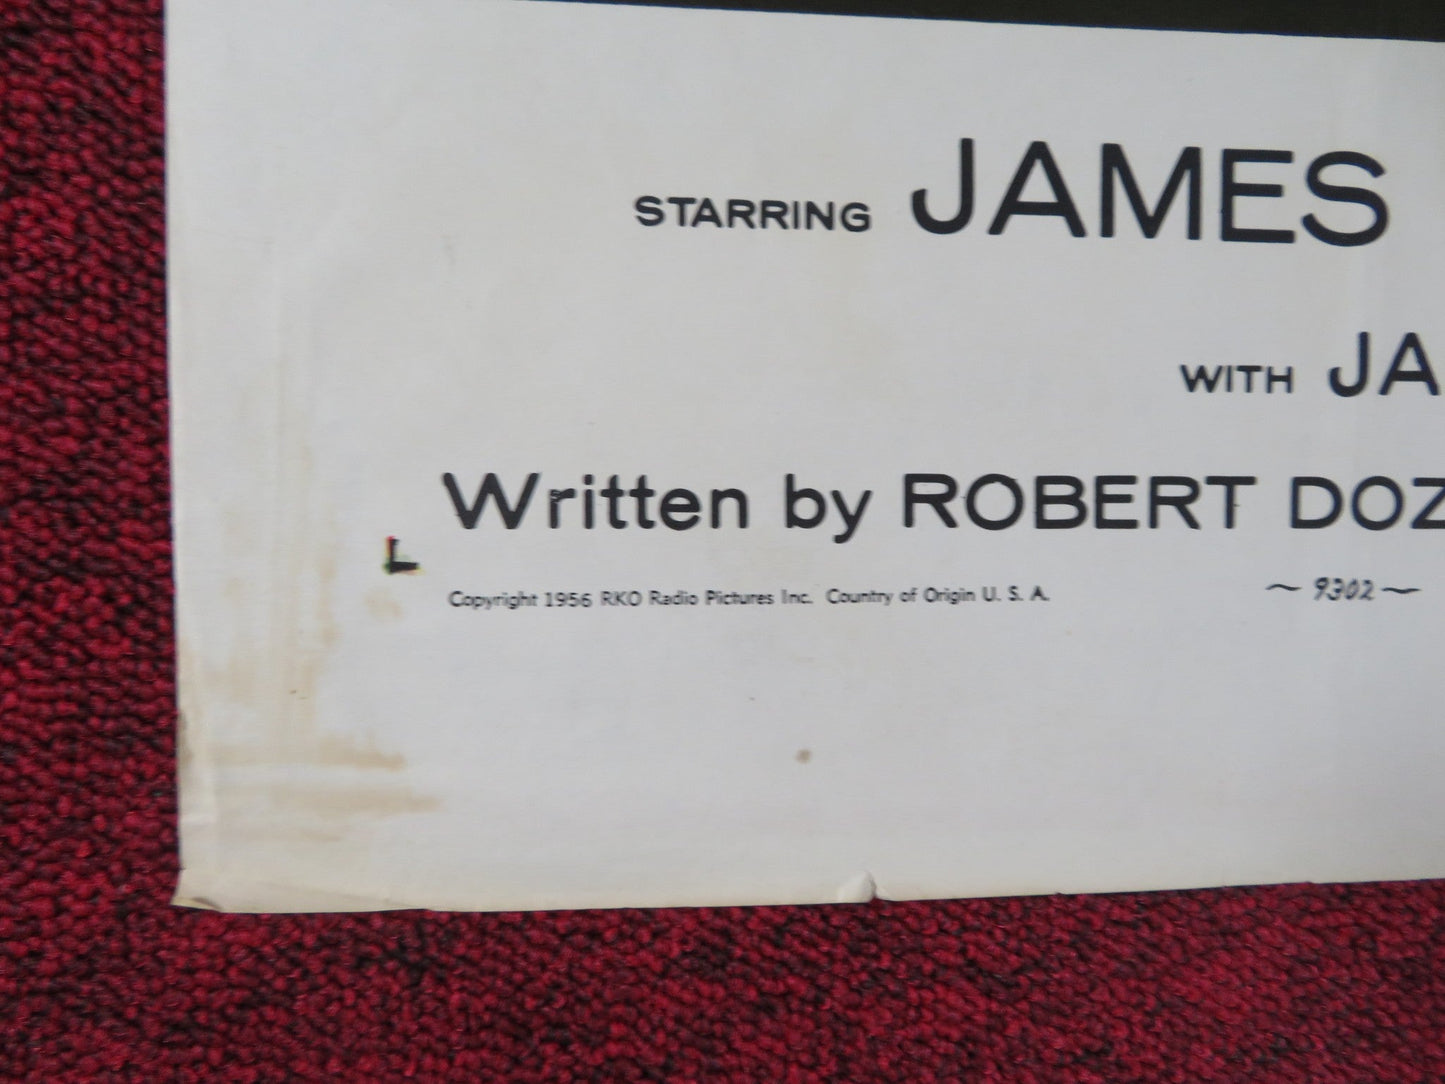 STARRING JAMES
WITH JA
Written by ROBERT DOZ
Copyright 1956 RKO Radio Pictures Inc. Country of Origin U. S. A.
~ 9302 ~